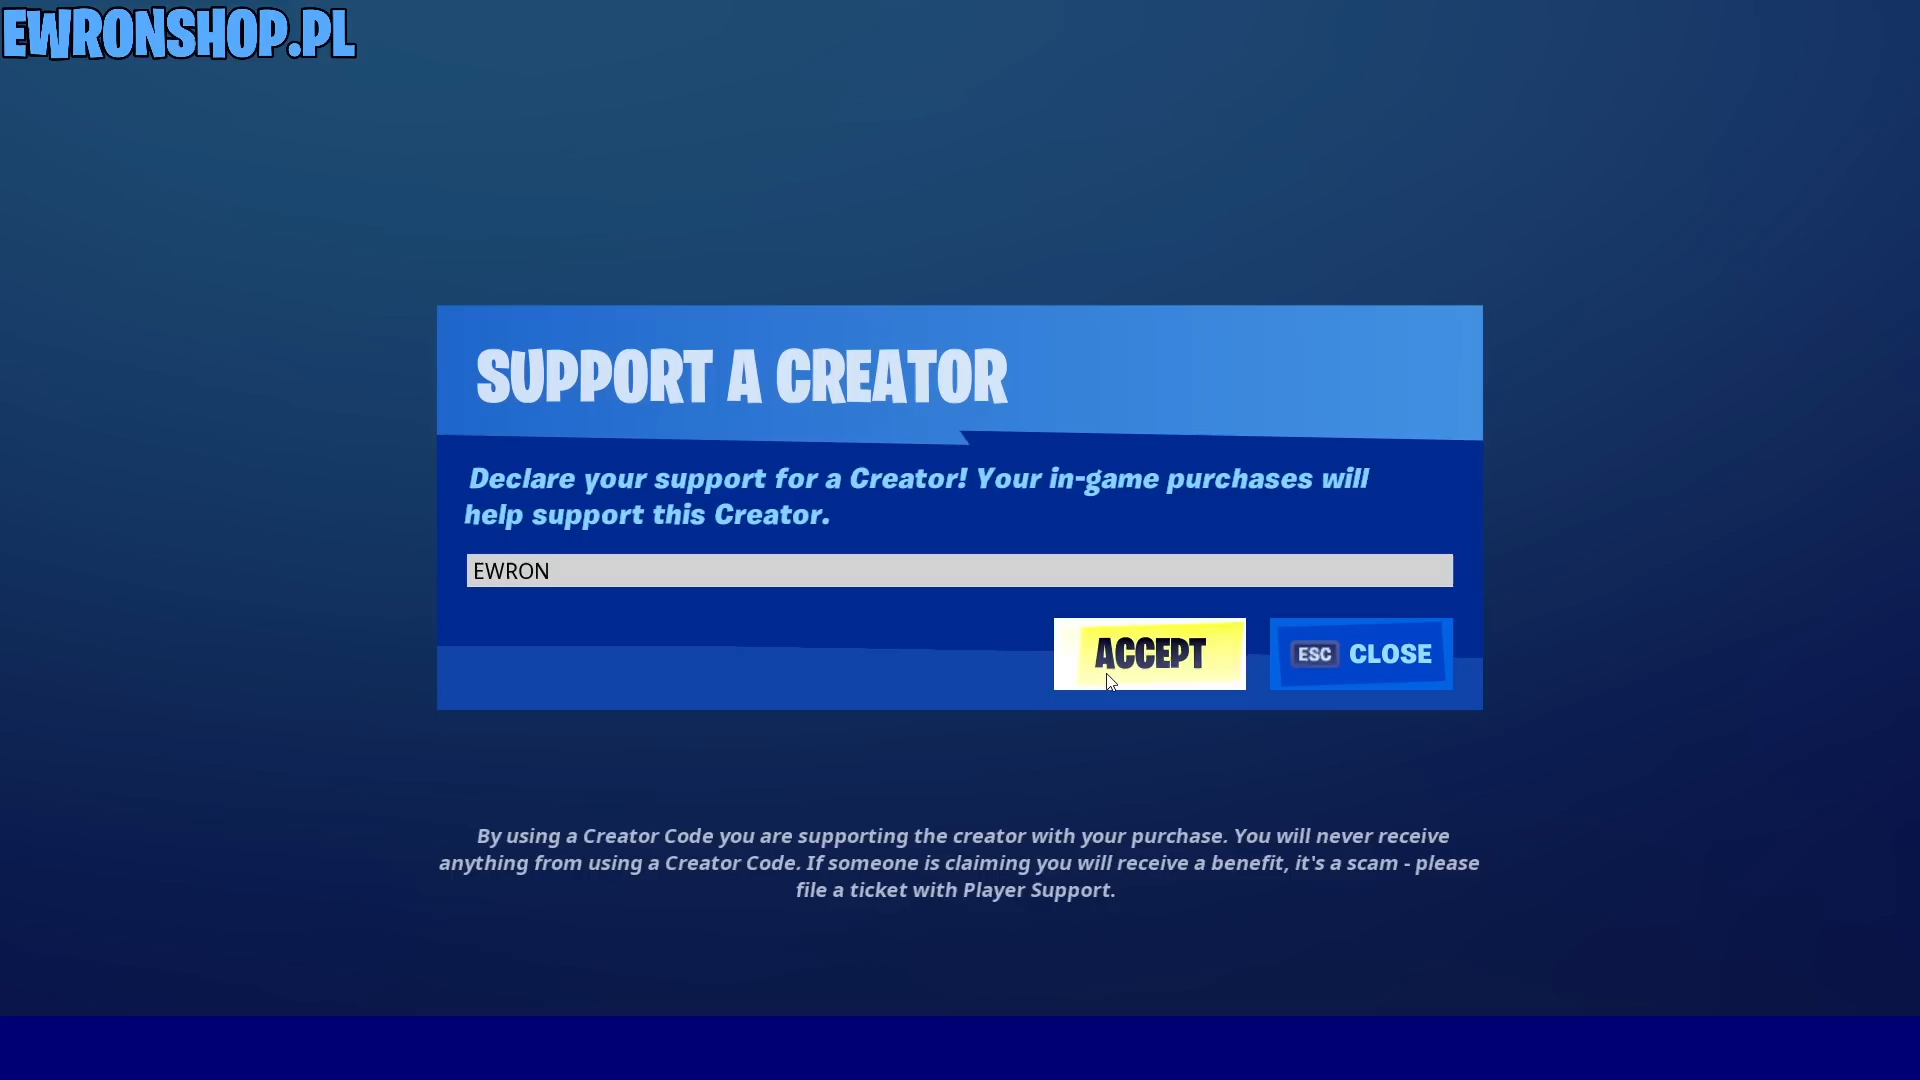 EWRONSHOP.PL
SUPPORT A CREATOR
Declare your support for a Creator! Your in-game purchases will
help support this Creator.
EWRON
ACCEPT
ESC CLOSE
By using a Creator Code you are supporting the creator with your purchase. You will never receive
anything from using a Creator Code. If someone is claiming you will receive a benefit, it's a scam - please
file a ticket with Player Support.